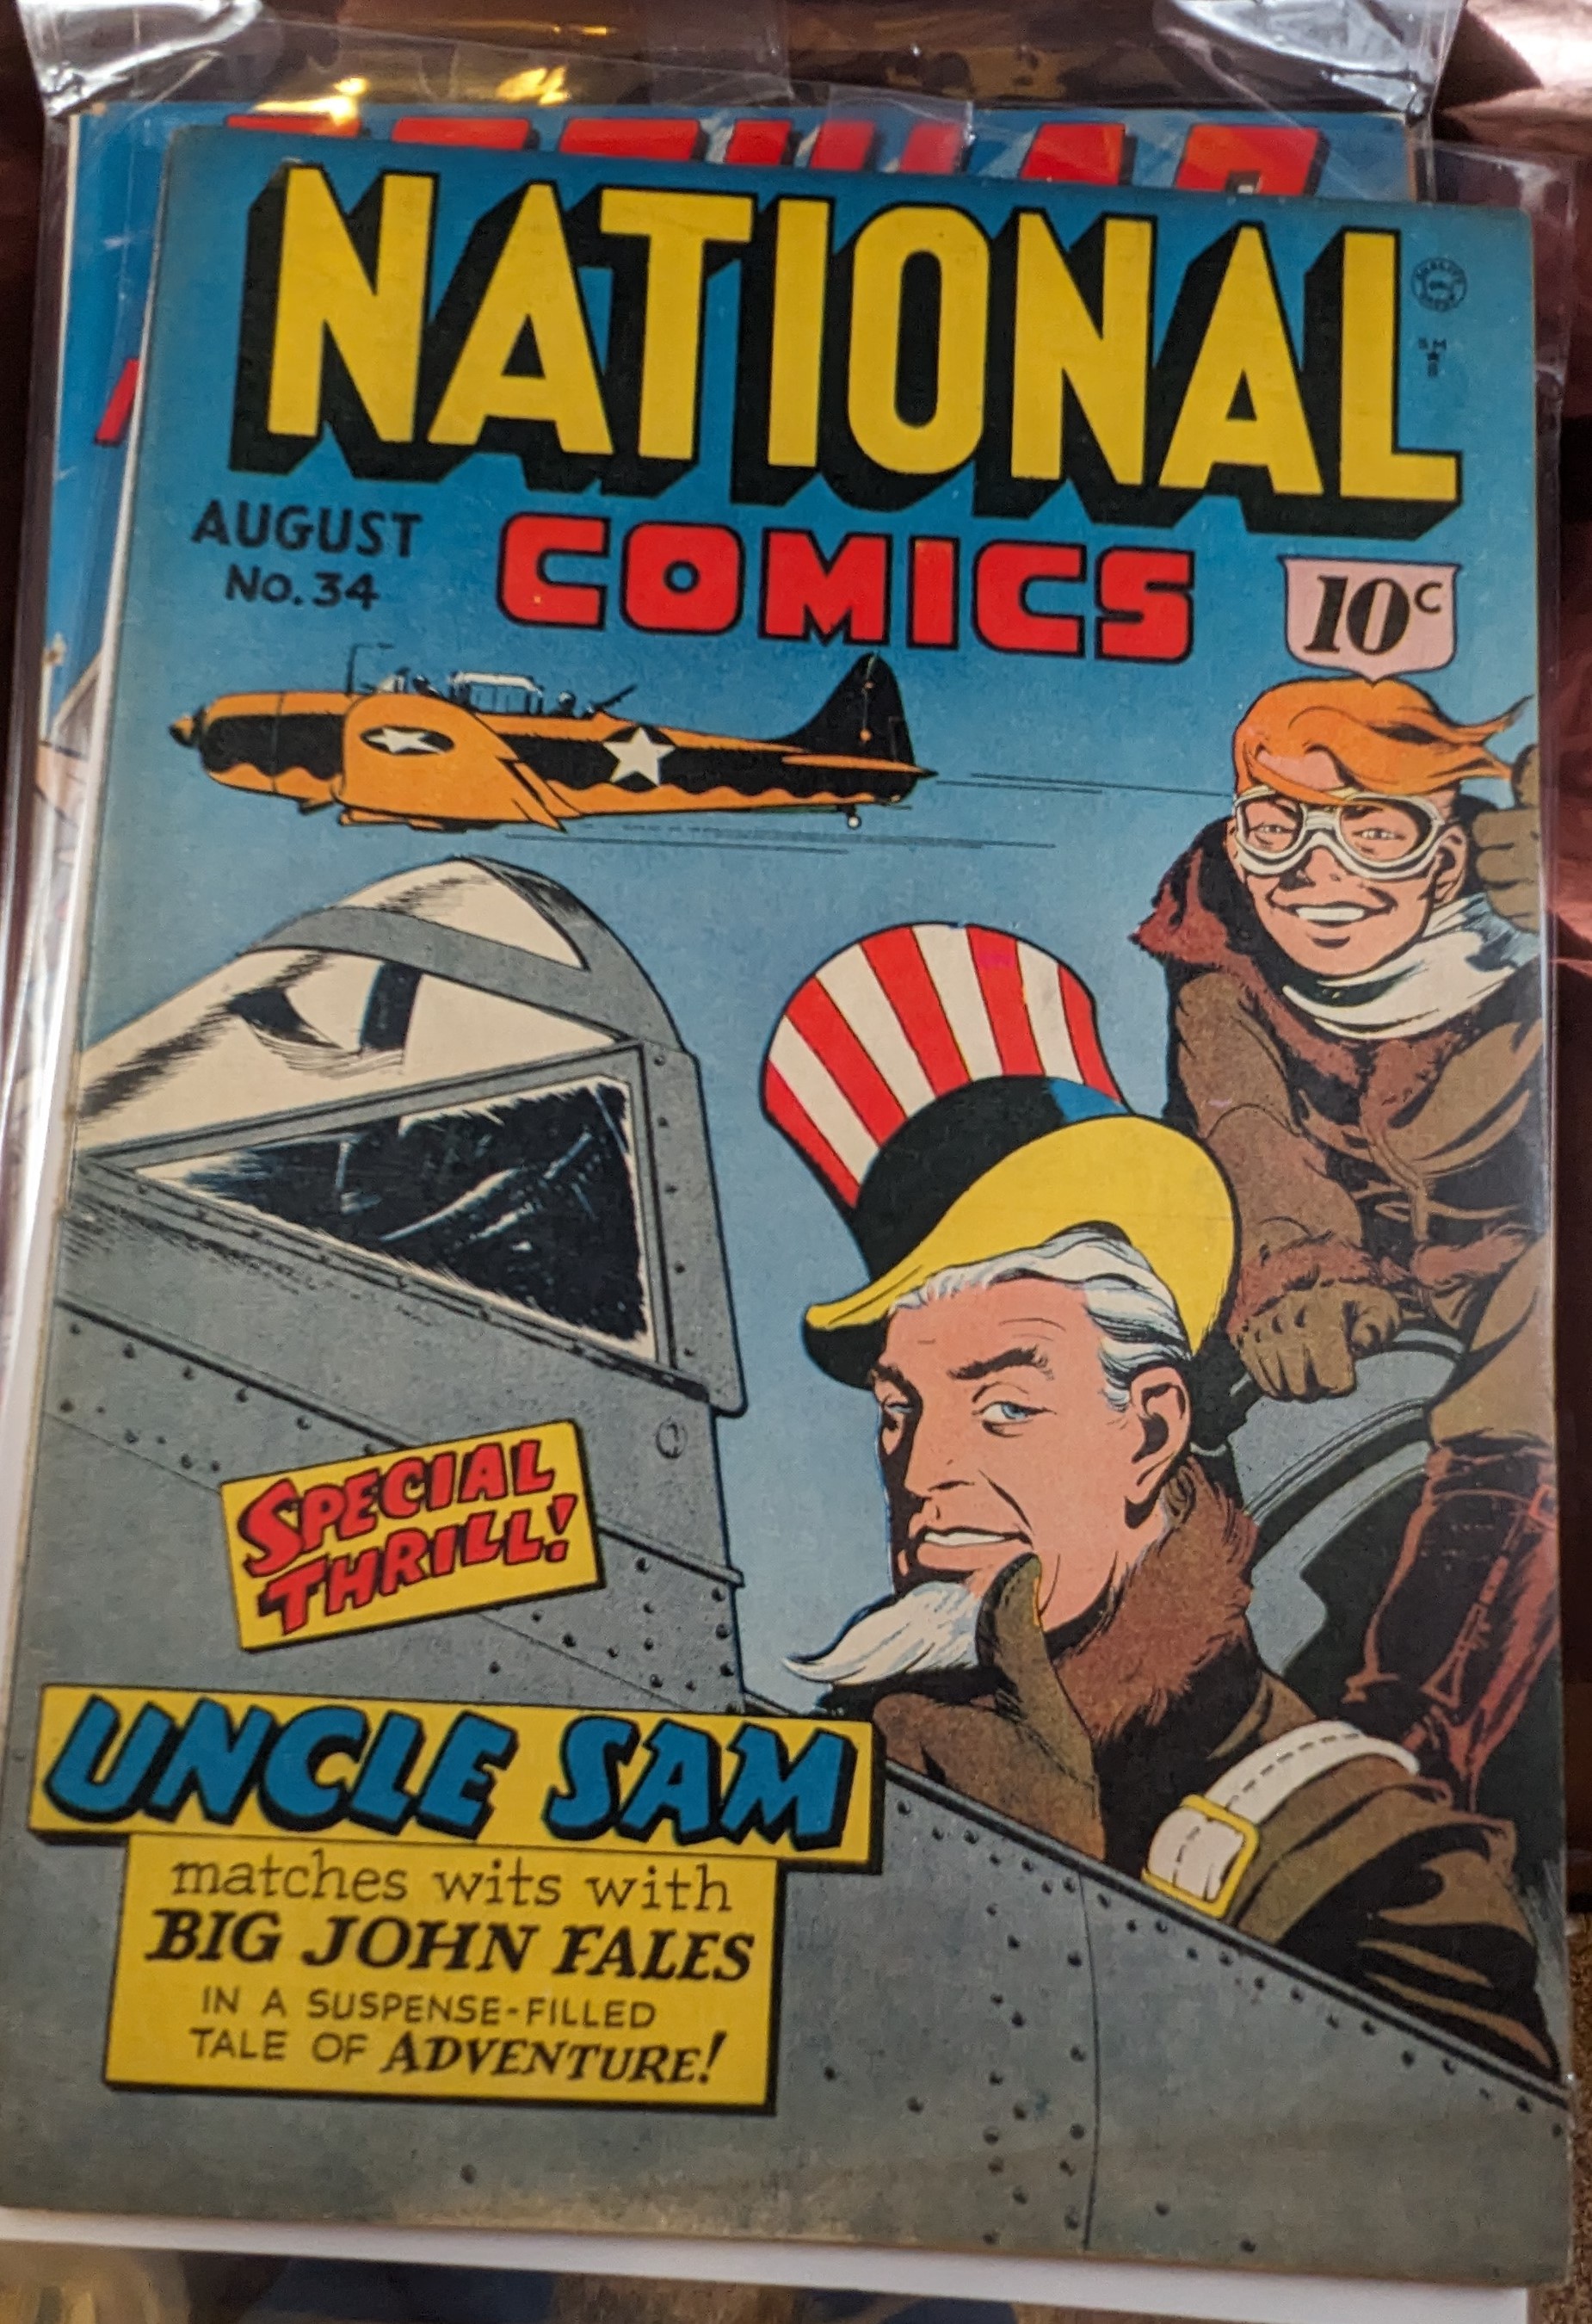 NATIONAL
COMICS
AUGUST
No. 34
10c
SPECIAL
THRILL!
UNCLE SAM
matches wits with
BIG JOHN FALES
IN A SUSPENSE-FILLED
TALE OF ADVENTURE!